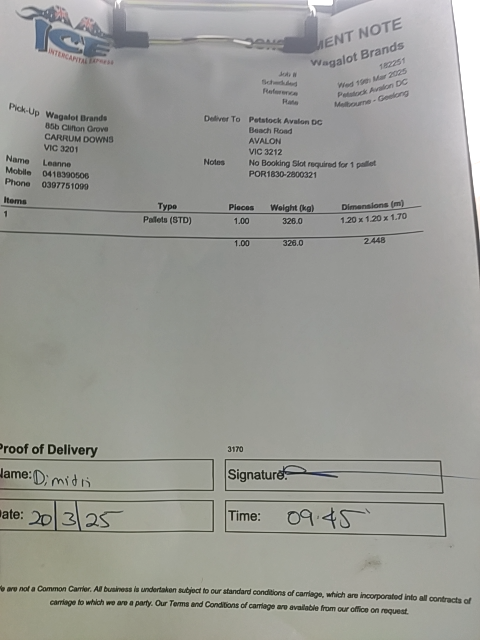 ICE
INTERCAPITAL EXPRESS
CONSIGNMENT NOTE
Wagalot Brands
Job # 182251
Scheduled Wed 19th Mar 2025
Reference Petstock Avalon DC
Rate Melbourne - Geelong
Pick-Up Wagalot Brands
85b Clifton Grove
CARRUM DOWNS
VIC 3201
Name Leanne
Mobile 0418390506
Phone 0397751099
Deliver To Petstock Avalon DC
Beach Road
AVALON
VIC 3212
Notes No Booking Slot required for 1 pallet
POR1830-2800321
Items Type Pieces Weight (kg) Dimensions (m)
1 Pallets (STD) 1.00 326.0 1.20 x 1.20 x 1.70
1.00 326.0 2.448
Proof of Delivery 3170
Name: Dimidri Signature:
Date: 20/3/25 Time: 09:45
We are not a Common Carrier. All business is undertaken subject to our standard conditions of carriage, which are incorporated into all contracts of
carriage to which we are a party. Our Terms and Conditions of carriage are available from our office on request.